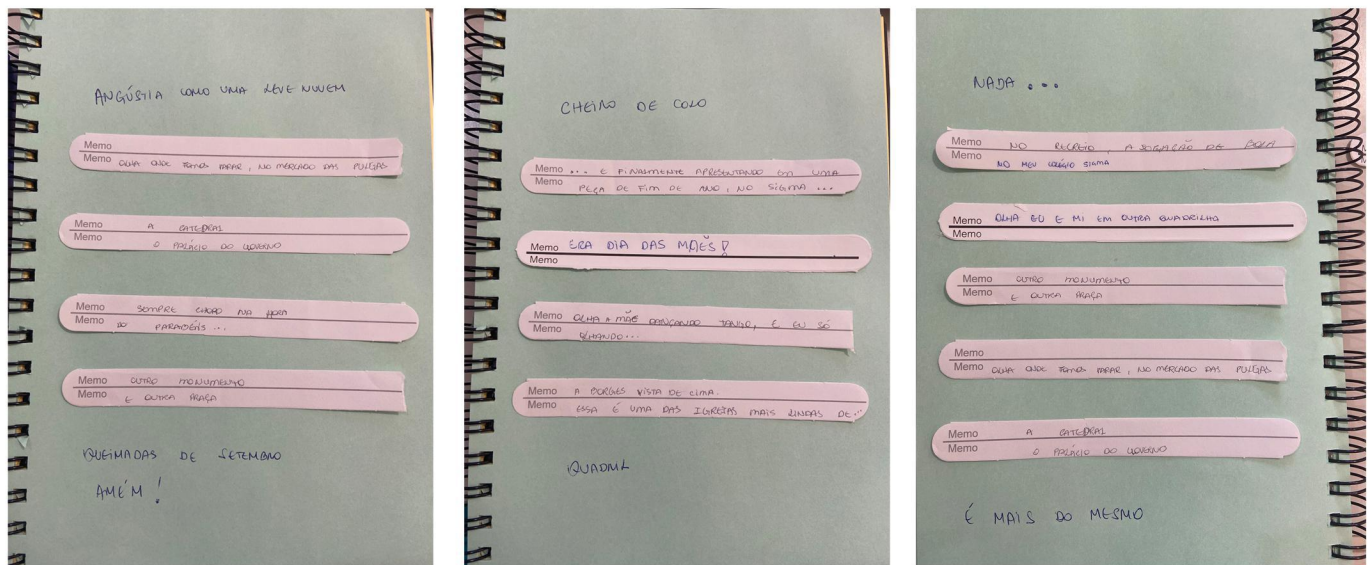 ANGÚSTIA COMO UMA LEVE NUVEM
Memo
Memo OLHA ONDE FOMOS PARAR, NO MERCADO DAS PULGAS
Memo A CATEDRAL
Memo O PALÁCIO DO GOVERNO
Memo SEMPRE CHORO NA HORA
Memo DO PARABÉNS...
Memo OUTRO MONUMENTO
Memo E OUTRA PRAÇA
QUEIMADAS DE SETEMBRO
AMÉM!
CHEIRO DE COLO
Memo ... E FINALMENTE APRESENTANDO EM UMA
Memo PEÇA DE FIM DE ANO, NO SIGMA ...
Memo ERA DIA DAS MÃES!
Memo
Memo OLHA A MÃE DANÇANDO TANGO, E EU SÓ
Memo OLHANDO...
Memo A BORGES VISTA DE CIMA.
Memo ESSA É UMA DAS IGREJAS MAIS LINDAS DE...
QUADRIL
NADA ...
Memo NO RECREIO, A JOGAÇÃO DE BOLA
Memo NO MEU COLÉGIO SIGMA
Memo OLHA EU E MI EM OUTRA QUADRILHA
Memo
Memo OUTRO MONUMENTO
Memo E OUTRA PRAÇA
Memo
Memo OLHA ONDE FOMOS PARAR, NO MERCADO DAS PULGAS
Memo A CATEDRAL
Memo O PALÁCIO DO GOVERNO
É MAIS DO MESMO